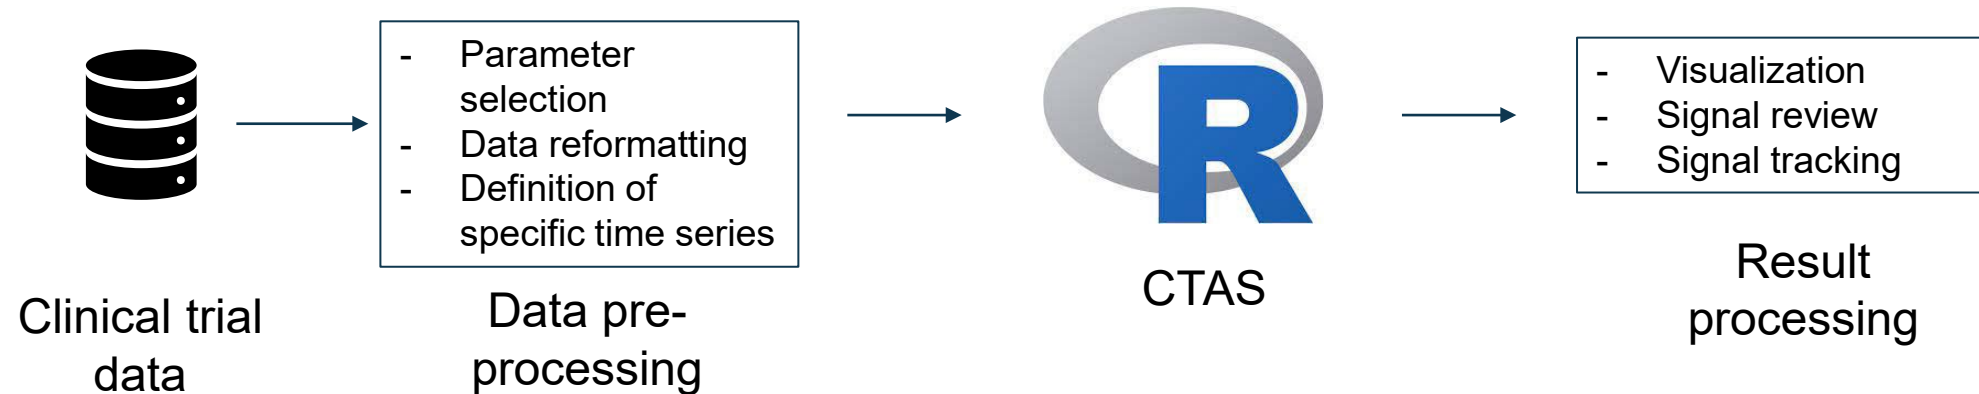 - Parameter
selection
- Data reformatting
- Definition of
specific time series
R
- Visualization
- Signal review
- Signal tracking
Clinical trial
data
Data pre-
processing
CTAS
Result
processing